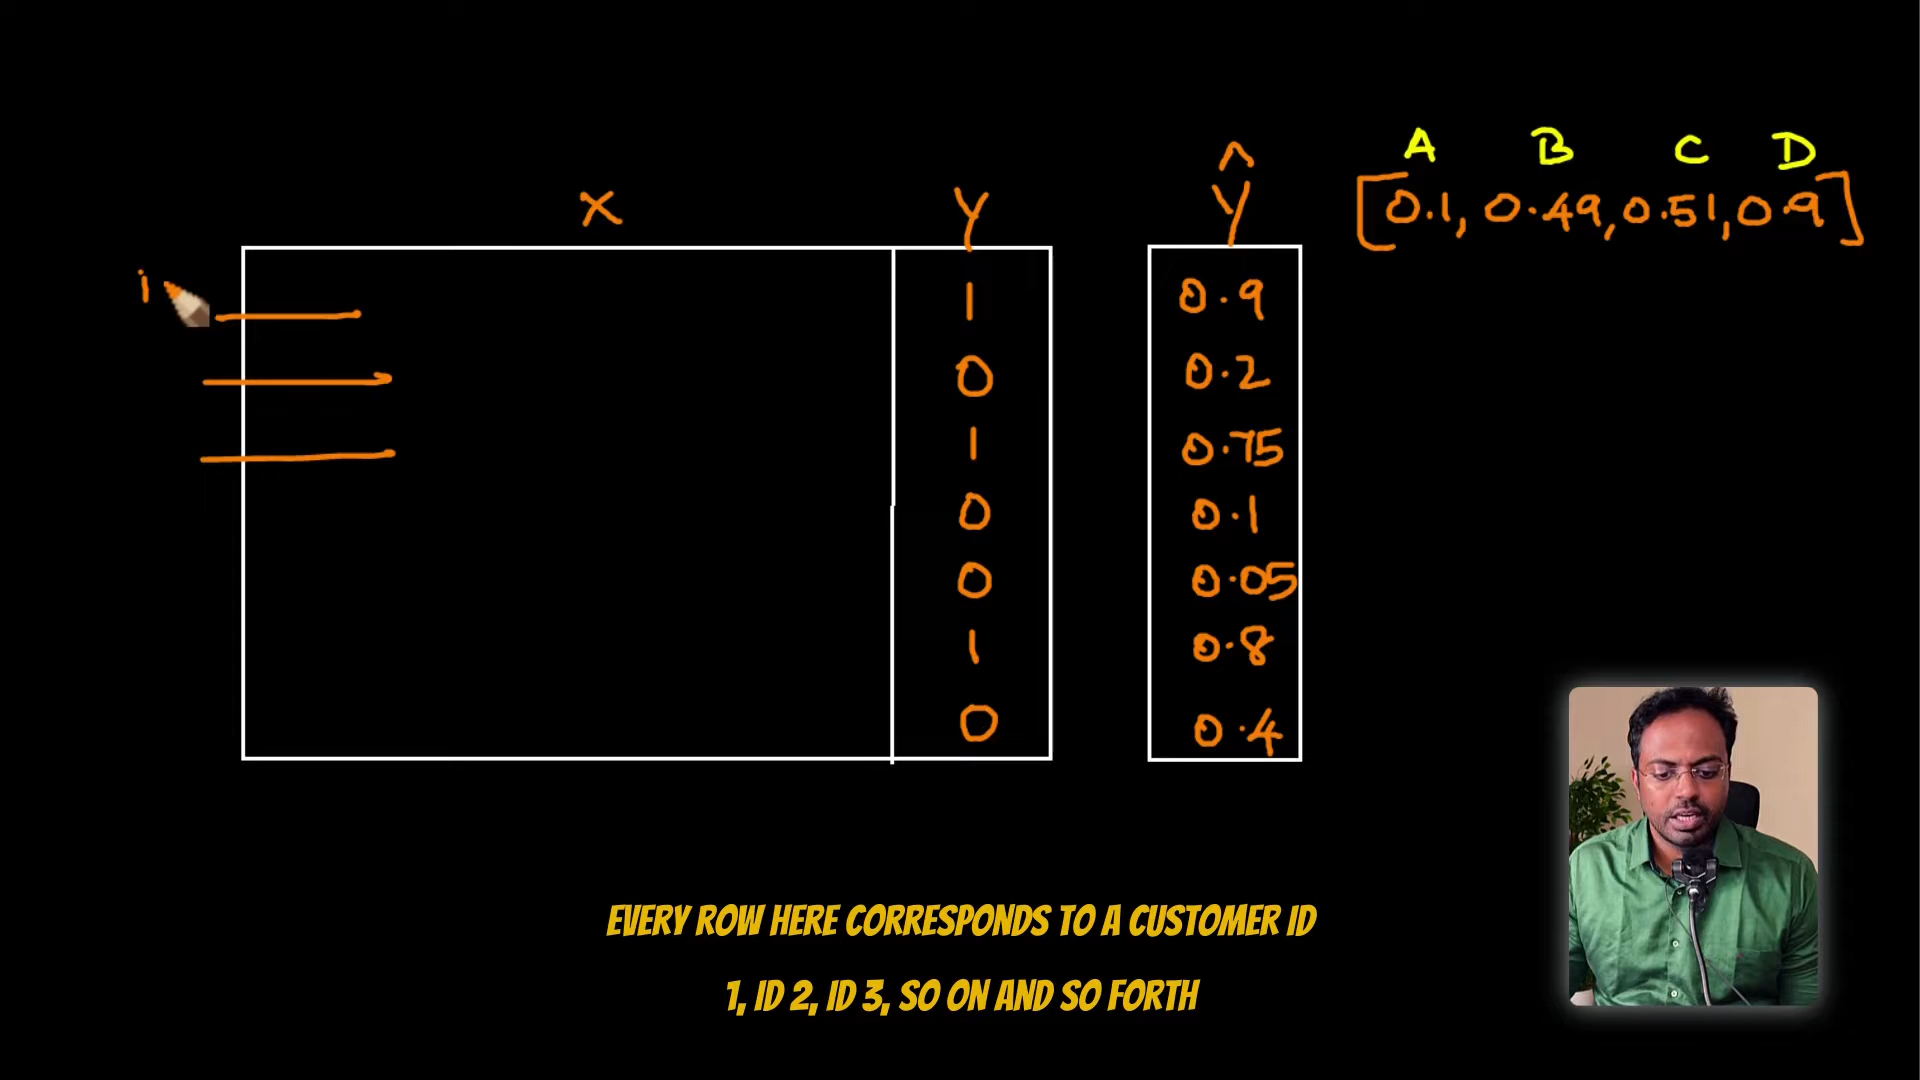 A B C D
[0.1, 0.49, 0.51, 0.9]
X Y Ŷ
i
1 0.9
0 0.2
1 0.75
0 0.1
0 0.05
1 0.8
0 0.4
EVERY ROW HERE CORRESPONDS TO A CUSTOMER ID
1, ID 2, ID 3, SO ON AND SO FORTH